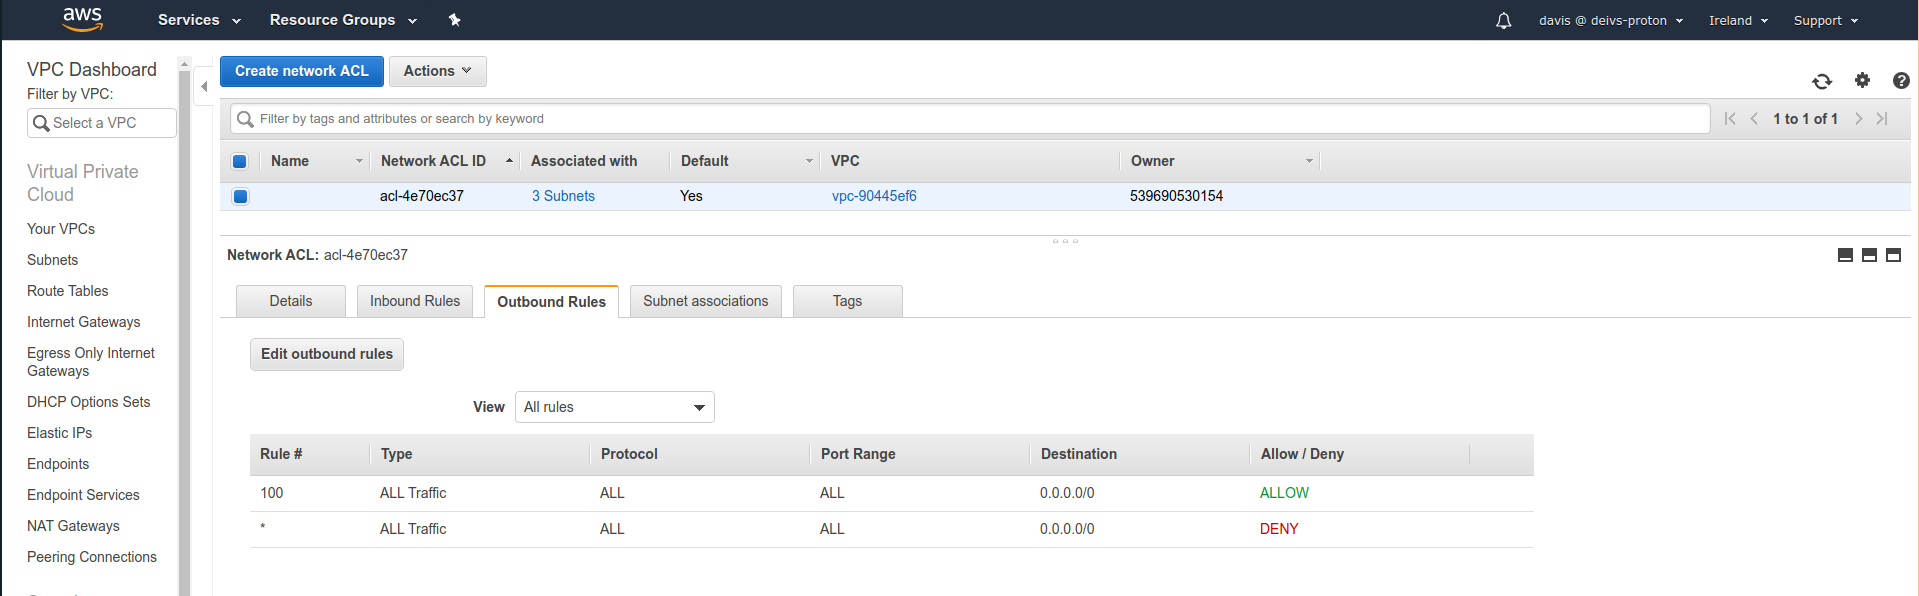 aws Services Resource Groups davis @ deivs-proton Ireland Support
VPC Dashboard
Filter by VPC:
Select a VPC
Virtual Private
Cloud
Your VPCs
Subnets
Route Tables
Internet Gateways
Egress Only Internet
Gateways
DHCP Options Sets
Elastic IPs
Endpoints
Endpoint Services
NAT Gateways
Peering Connections
Create network ACL Actions
Filter by tags and attributes or search by keyword 1 to 1 of 1
Name Network ACL ID Associated with Default VPC Owner
acl-4e70ec37 3 Subnets Yes vpc-90445ef6 539690530154
Network ACL: acl-4e70ec37
Details Inbound Rules Outbound Rules Subnet associations Tags
Edit outbound rules
View All rules
Rule # Type Protocol Port Range Destination Allow / Deny
100 ALL Traffic ALL ALL 0.0.0.0/0 ALLOW
* ALL Traffic ALL ALL 0.0.0.0/0 DENY